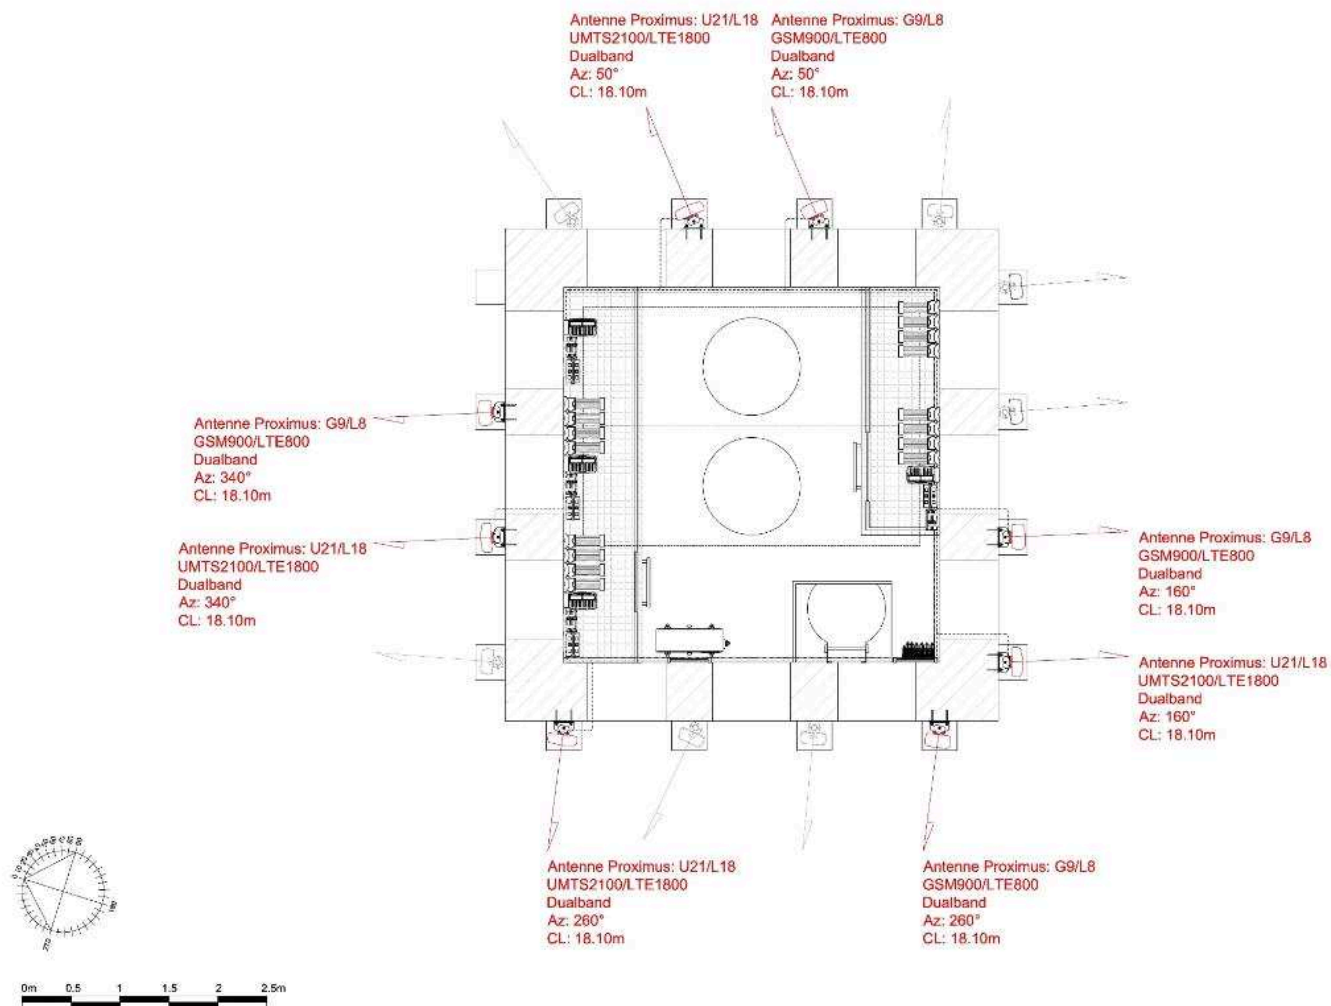 Antenne Proximus: U21/L18
UMTS2100/LTE1800
Dualband
Az: 50°
CL: 18.10m
Antenne Proximus: G9/L8
GSM900/LTE800
Dualband
Az: 50°
CL: 18.10m
Antenne Proximus: G9/L8
GSM900/LTE800
Dualband
Az: 340°
CL: 18.10m
Antenne Proximus: U21/L18
UMTS2100/LTE1800
Dualband
Az: 340°
CL: 18.10m
Antenne Proximus: G9/L8
GSM900/LTE800
Dualband
Az: 160°
CL: 18.10m
Antenne Proximus: U21/L18
UMTS2100/LTE1800
Dualband
Az: 160°
CL: 18.10m
Antenne Proximus: U21/L18
UMTS2100/LTE1800
Dualband
Az: 260°
CL: 18.10m
Antenne Proximus: G9/L8
GSM900/LTE800
Dualband
Az: 260°
CL: 18.10m
0m 0.5 1 1.5 2 2.5m